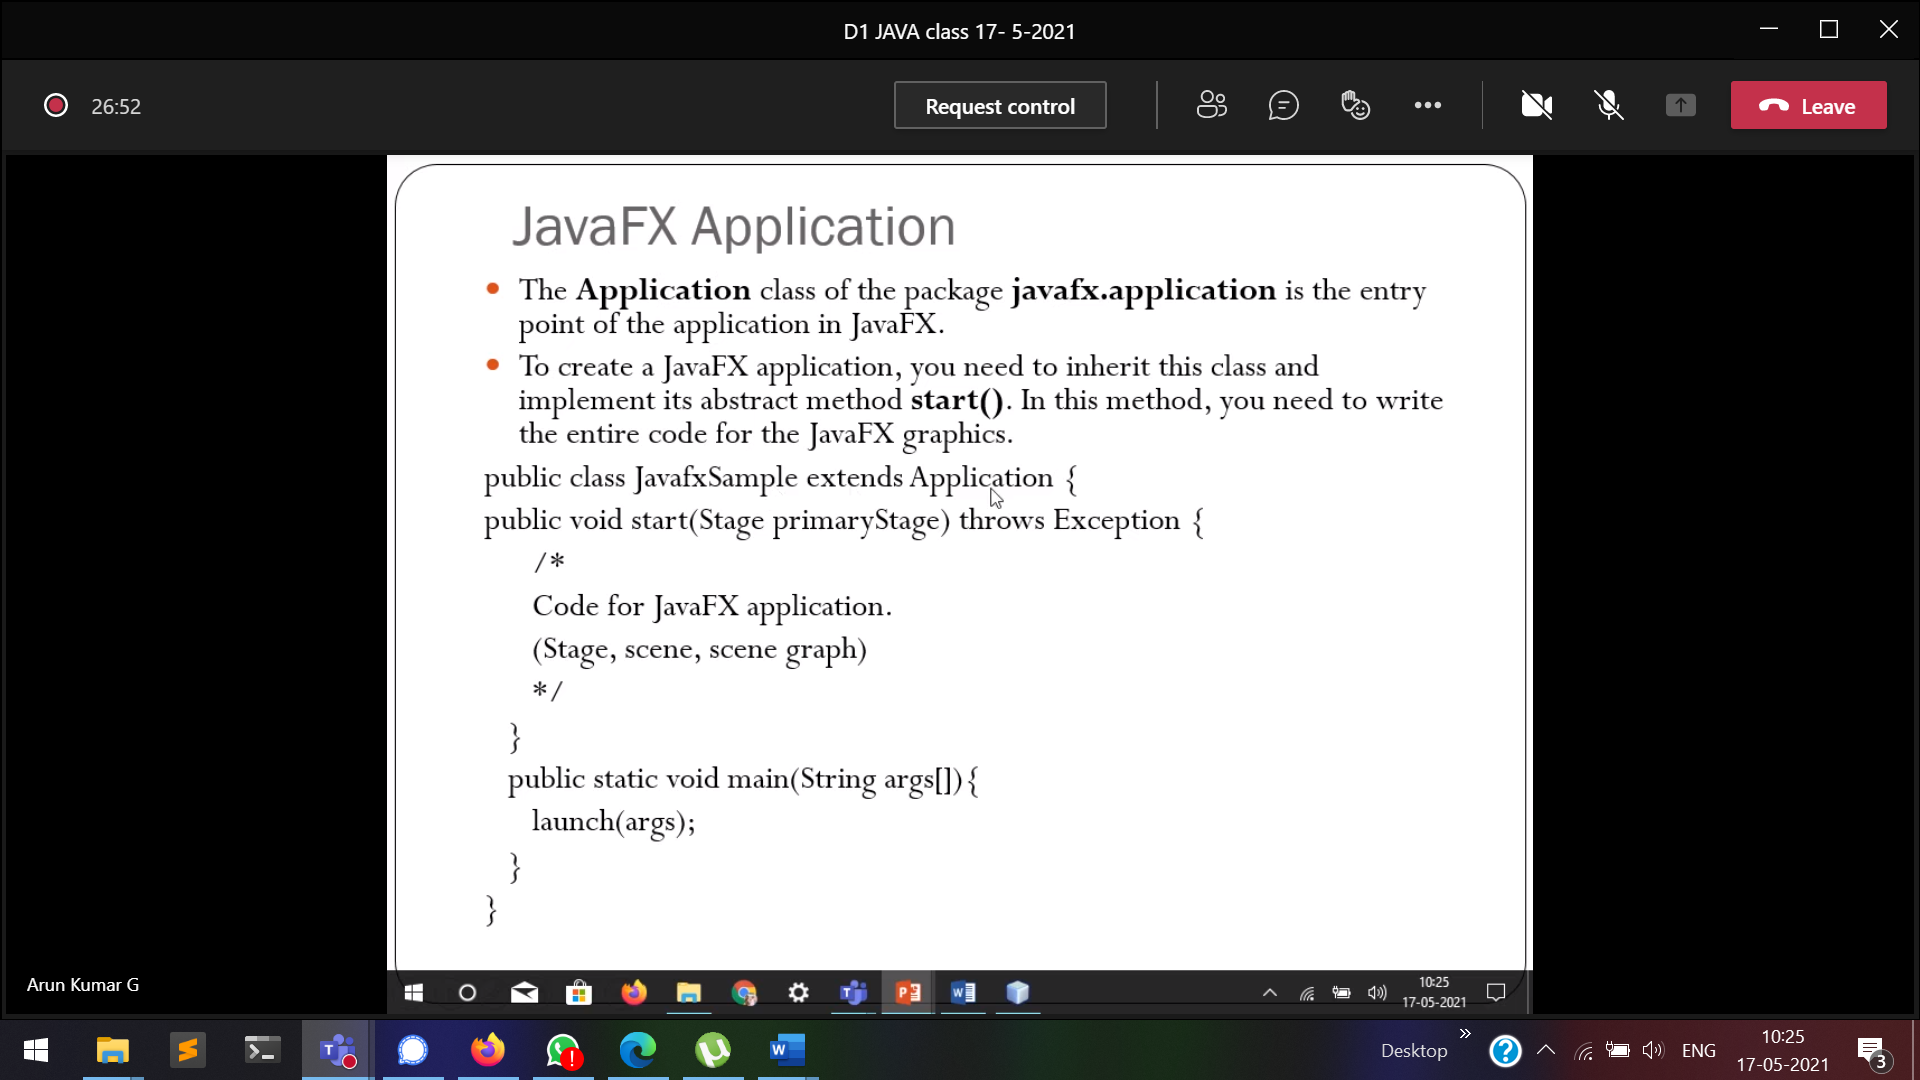 D1 JAVA class 17- 5-2021
26:52
Request control
Leave
JavaFX Application
• The Application class of the package javafx.application is the entry
point of the application in JavaFX.
• To create a JavaFX application, you need to inherit this class and
implement its abstract method start(). In this method, you need to write
the entire code for the JavaFX graphics.
public class JavafxSample extends Application {
public void start(Stage primaryStage) throws Exception {
/*
Code for JavaFX application.
(Stage, scene, scene graph)
*/
}
public static void main(String args[]){
launch(args);
}
}
Arun Kumar G
10:25
17-05-2021
Desktop
ENG
10:25
17-05-2021
3